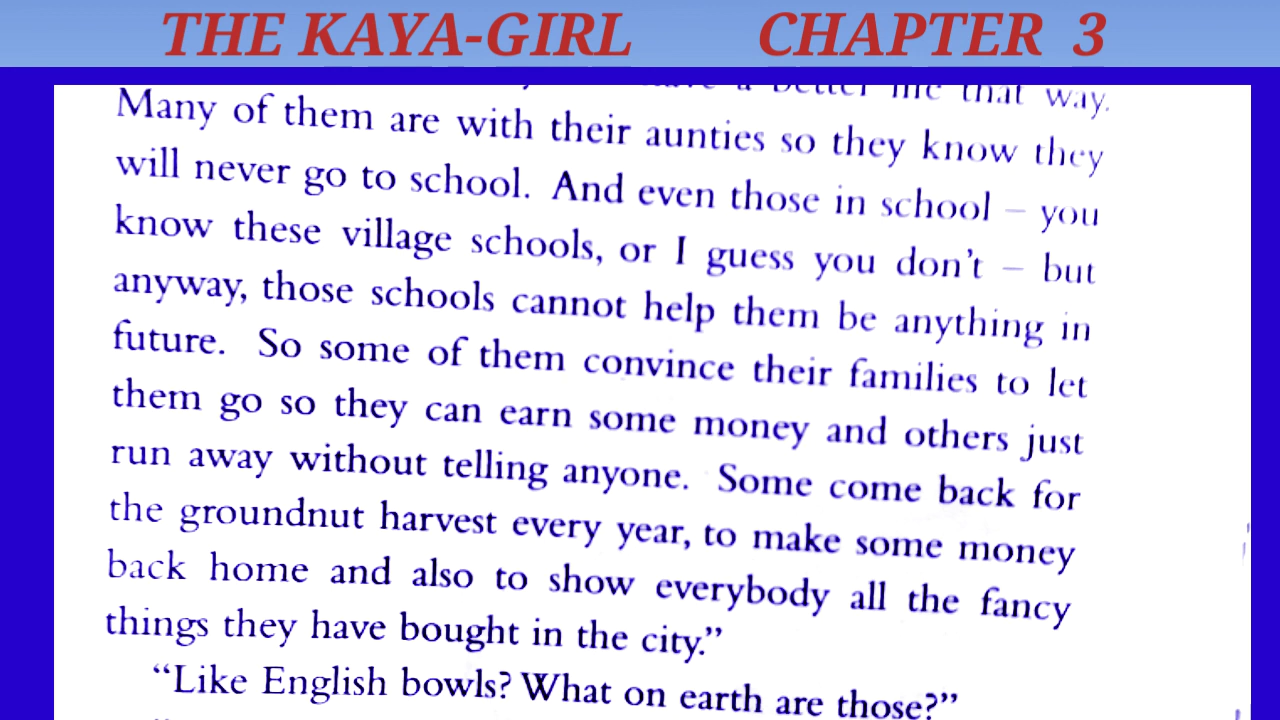 THE KAYA-GIRL CHAPTER 3
a better life that way.
Many of them are with their aunties so they know they
will never go to school. And even those in school – you
know these village schools, or I guess you don’t – but
anyway, those schools cannot help them be anything in
future. So some of them convince their families to let
them go so they can earn some money and others just
run away without telling anyone. Some come back for
the groundnut harvest every year, to make some money
back home and also to show everybody all the fancy
things they have bought in the city.”
“Like English bowls? What on earth are those?”